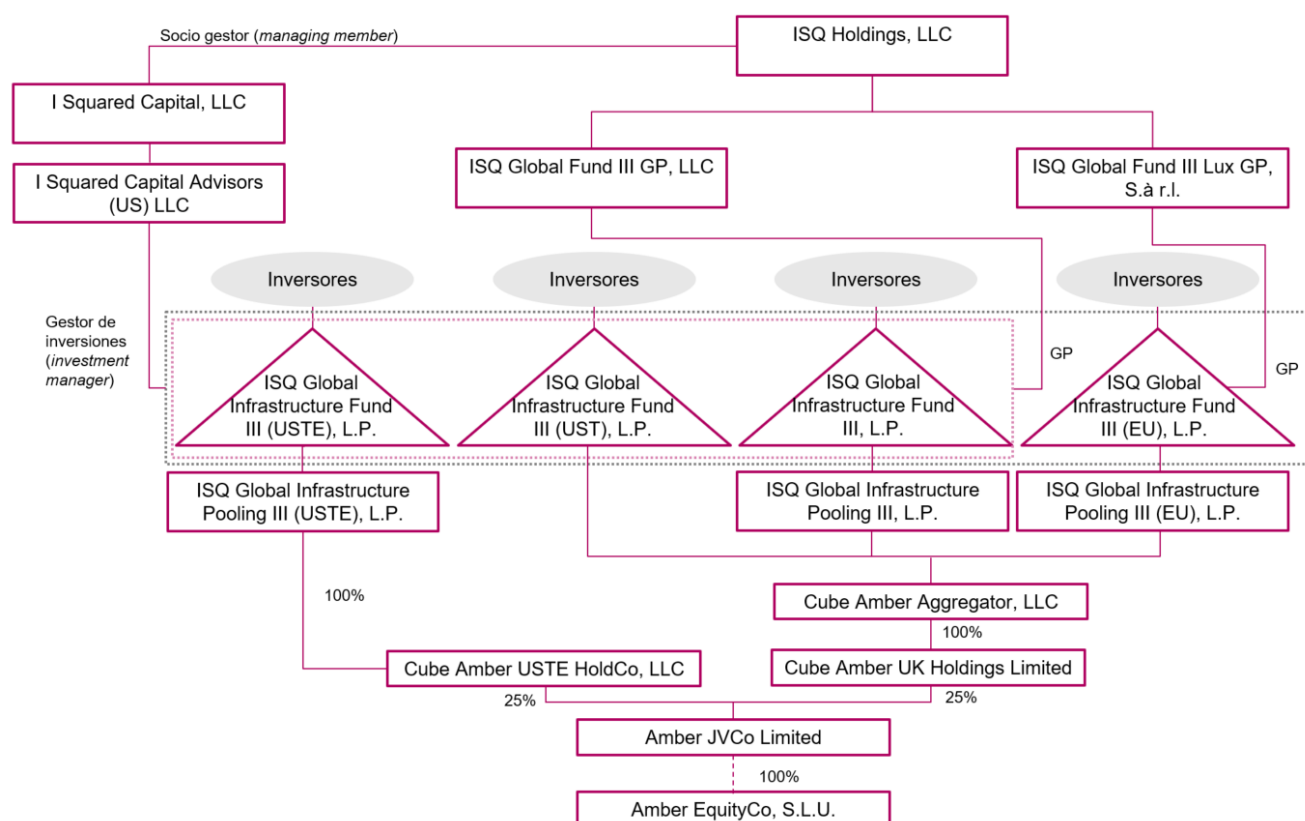 Socio gestor (managing member)
ISQ Holdings, LLC
I Squared Capital, LLC
ISQ Global Fund III GP, LLC
ISQ Global Fund III Lux GP,
S.à r.l.
I Squared Capital Advisors
(US) LLC
Inversores
Inversores
Inversores
Inversores
Gestor de
inversiones
(investment
manager)
GP
GP
ISQ Global
Infrastructure Fund
III (USTE), L.P.
ISQ Global
Infrastructure Fund
III (UST), L.P.
ISQ Global
Infrastructure Fund
III, L.P.
ISQ Global
Infrastructure Fund
III (EU), L.P.
ISQ Global Infrastructure
Pooling III (USTE), L.P.
ISQ Global Infrastructure
Pooling III, L.P.
ISQ Global Infrastructure
Pooling III (EU), L.P.
100%
Cube Amber Aggregator, LLC
100%
Cube Amber USTE HoldCo, LLC
Cube Amber UK Holdings Limited
25%
25%
Amber JVCo Limited
100%
Amber EquityCo, S.L.U.